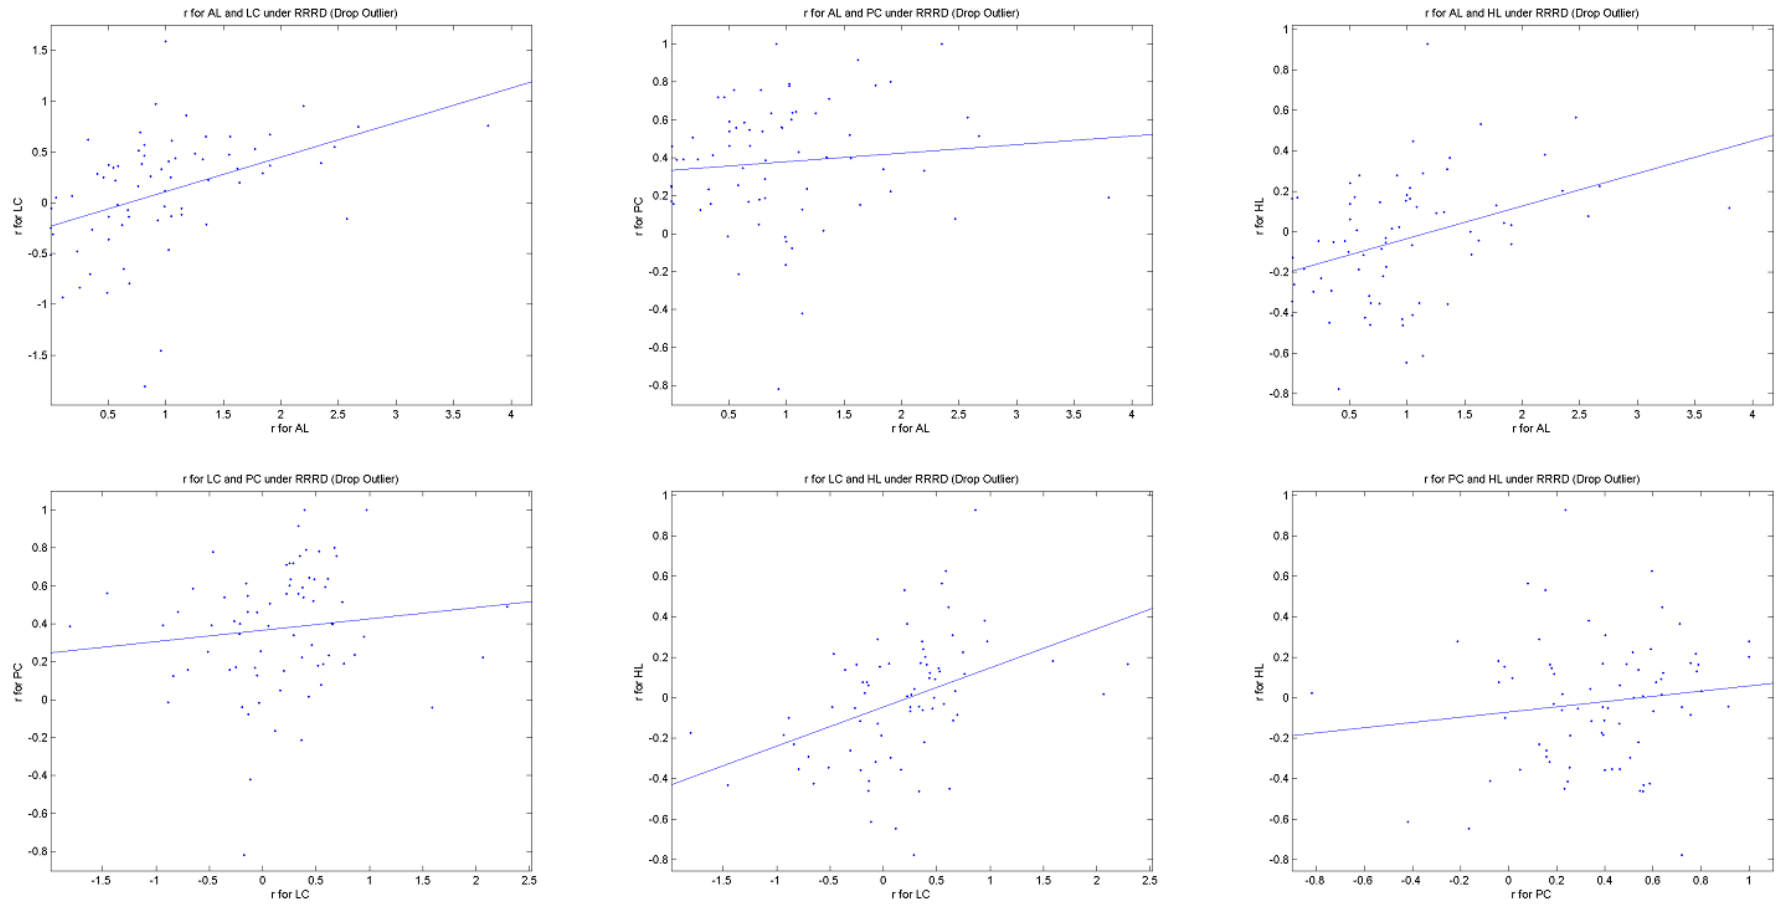 r for AL and LC under RRRD (Drop Outlier)
1.5
1
0.5
0
-0.5
-1
-1.5
r for LC
0.5 1 1.5 2 2.5 3 3.5 4
r for AL
r for AL and PC under RRRD (Drop Outlier)
1
0.8
0.6
0.4
0.2
0
-0.2
-0.4
-0.6
-0.8
r for PC
0.5 1 1.5 2 2.5 3 3.5 4
r for AL
r for AL and HL under RRRD (Drop Outlier)
1
0.8
0.6
0.4
0.2
0
-0.2
-0.4
-0.6
-0.8
r for HL
0.5 1 1.5 2 2.5 3 3.5 4
r for AL
r for LC and PC under RRRD (Drop Outlier)
1
0.8
0.6
0.4
0.2
0
-0.2
-0.4
-0.6
-0.8
r for PC
-1.5 -1 -0.5 0 0.5 1 1.5 2 2.5
r for LC
r for LC and HL under RRRD (Drop Outlier)
1
0.8
0.6
0.4
0.2
0
-0.2
-0.4
-0.6
-0.8
r for HL
-1.5 -1 -0.5 0 0.5 1 1.5 2 2.5
r for LC
r for PC and HL under RRRD (Drop Outlier)
1
0.8
0.6
0.4
0.2
0
-0.2
-0.4
-0.6
-0.8
r for HL
-0.8 -0.6 -0.4 -0.2 0 0.2 0.4 0.6 0.8 1
r for PC